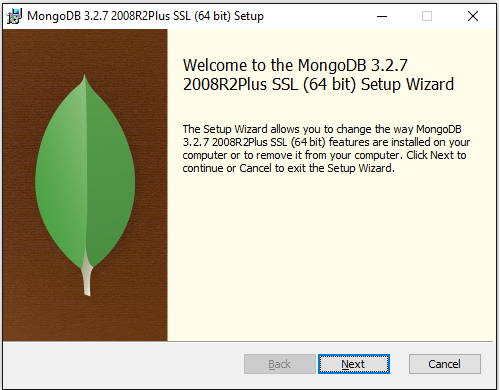 MongoDB 3.2.7 2008R2Plus SSL (64 bit) Setup
Welcome to the MongoDB 3.2.7
2008R2Plus SSL (64 bit) Setup Wizard
The Setup Wizard allows you to change the way MongoDB
3.2.7 2008R2Plus SSL (64 bit) features are installed on your
computer or to remove it from your computer. Click Next to
continue or Cancel to exit the Setup Wizard.
Back Next Cancel